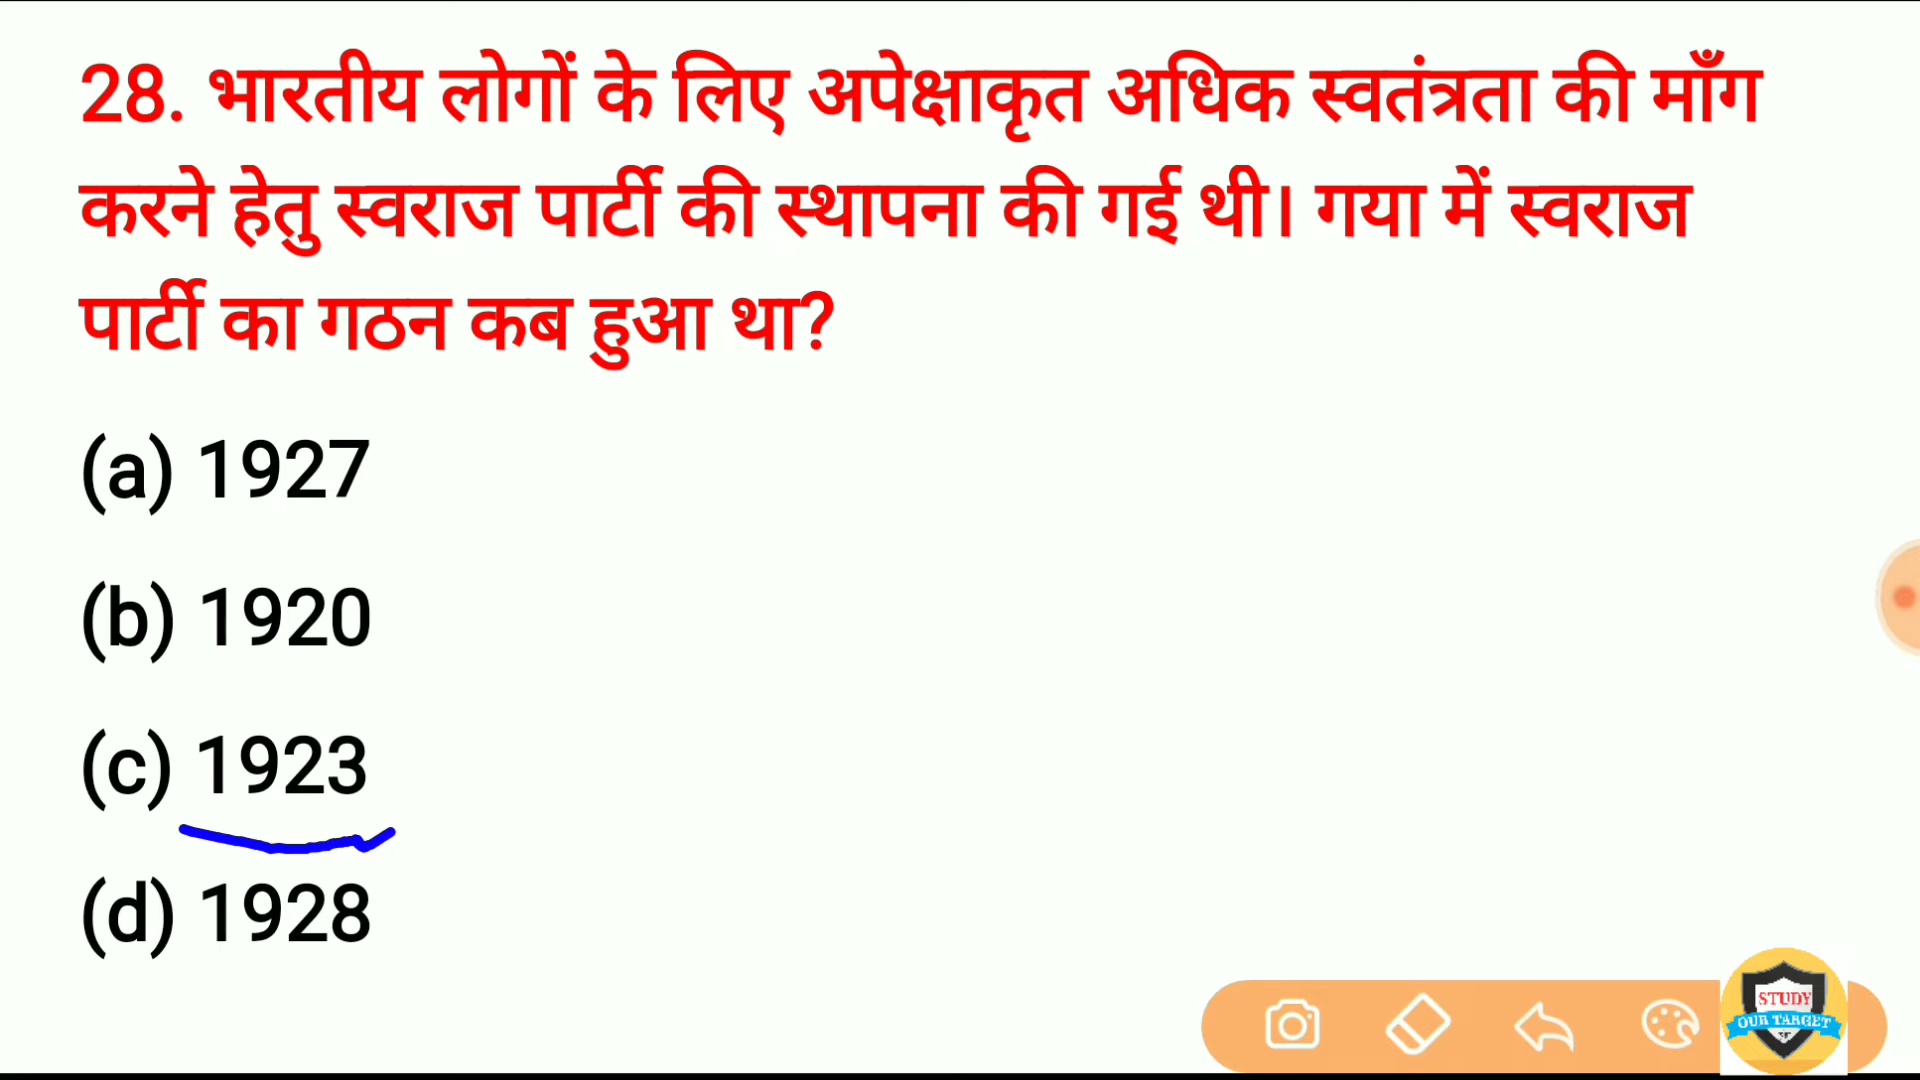 28. भारतीय लोगों के लिए अपेक्षाकृत अधिक स्वतंत्रता की माँग
करने हेतु स्वराज पार्टी की स्थापना की गई थी। गया में स्वराज
पार्टी का गठन कब हुआ था?
(a) 1927
(b) 1920
(c) 1923
(d) 1928
STUDY
OUR TARGET